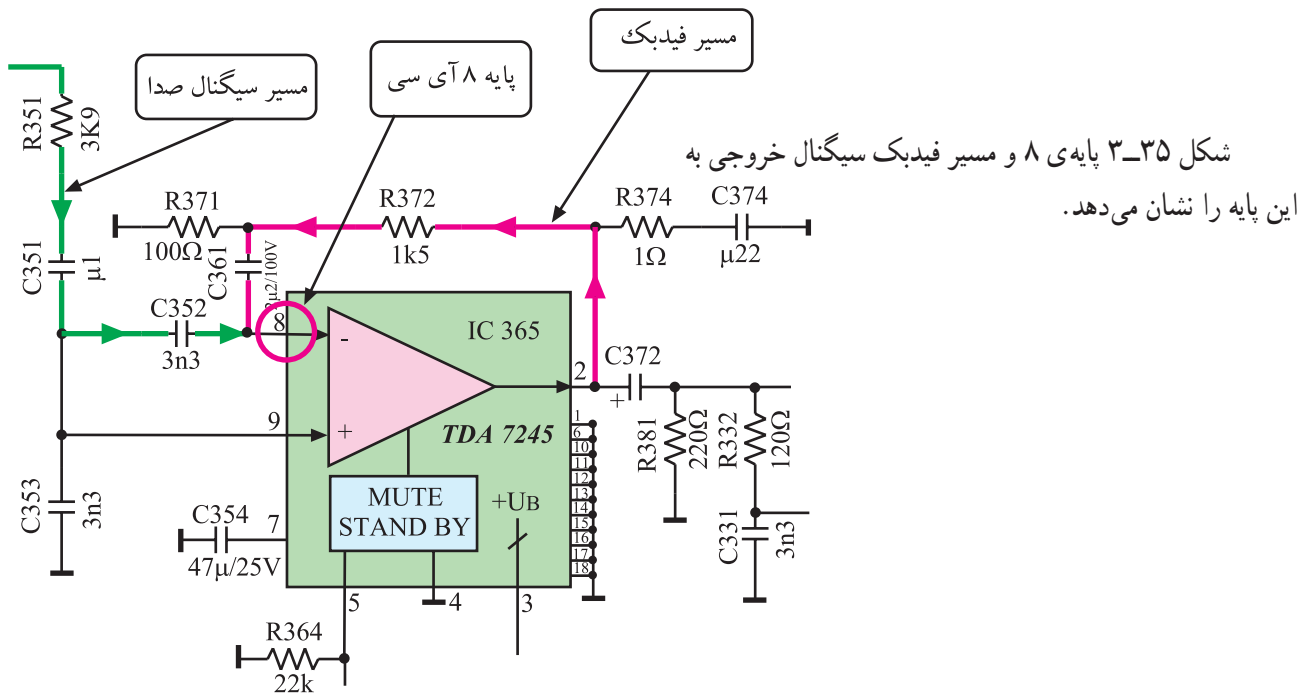 مسیر فیدبک
پایه ۸ آی سی
مسیر سیگنال صدا
شکل ۳۵ــ۳ پایه‌ی ۸ و مسیر فیدبک سیگنال خروجی به
این پایه را نشان می‌دهد.
R351
3K9
R371
100Ω
R372
1k5
R374
1Ω
C374
μ22
C351
μ1
C361
2μ2/100V
C352
3n3
8
-
IC 365
2
C372
+
9
+
TDA 7245
1
6
10
11
12
13
14
15
16
17
18
R381
220Ω
R332
120Ω
C353
3n3
C354
47μ/25V
7
MUTE
STAND BY
+UB
C331
3n3
5
4
3
R364
22k